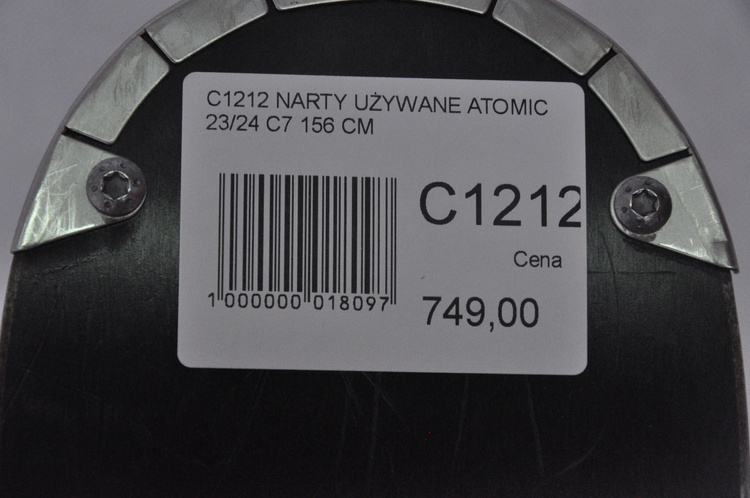 C1212 NARTY UŻYWANE ATOMIC
23/24 C7 156 CM
C1212
Cena
1 000000 018097
749,00